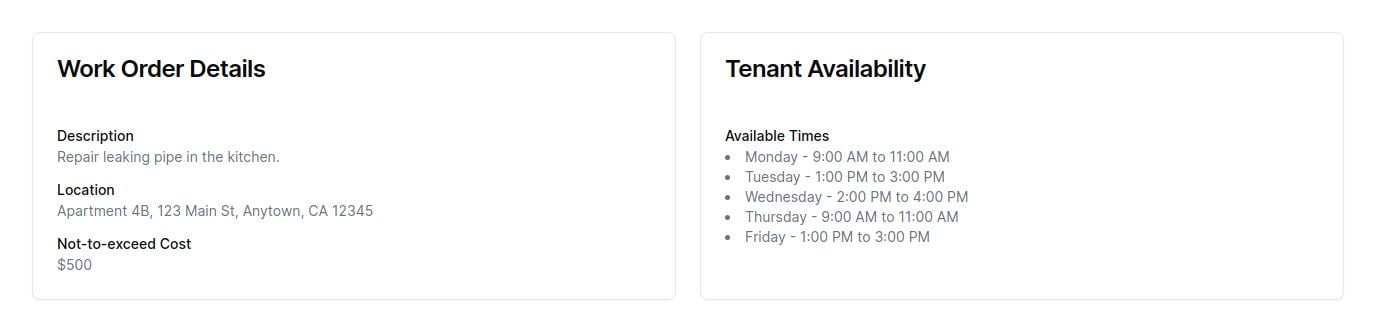 Work Order Details
Description
Repair leaking pipe in the kitchen.
Location
Apartment 4B, 123 Main St, Anytown, CA 12345
Not-to-exceed Cost
$500
Tenant Availability
Available Times
• Monday - 9:00 AM to 11:00 AM
• Tuesday - 1:00 PM to 3:00 PM
• Wednesday - 2:00 PM to 4:00 PM
• Thursday - 9:00 AM to 11:00 AM
• Friday - 1:00 PM to 3:00 PM